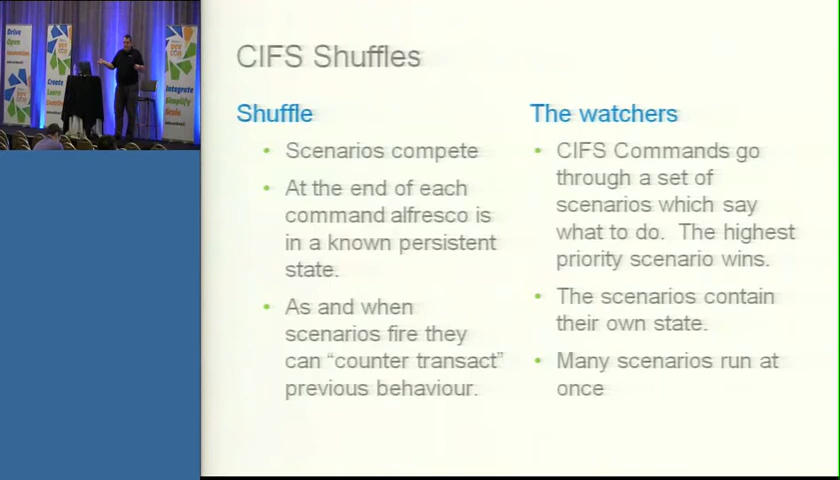 Drive
Open
DEV
CON
Create
Learn
Integrate
Simplify
Scale
CIFS Shuffles
Shuffle
Scenarios compete
At the end of each
command alfresco is
in a known persistent
state.
As and when
scenarios fire they
can “counter transact”
previous behaviour.
The watchers
CIFS Commands go
through a set of
scenarios which say
what to do. The highest
priority scenario wins.
The scenarios contain
their own state.
Many scenarios run at
once